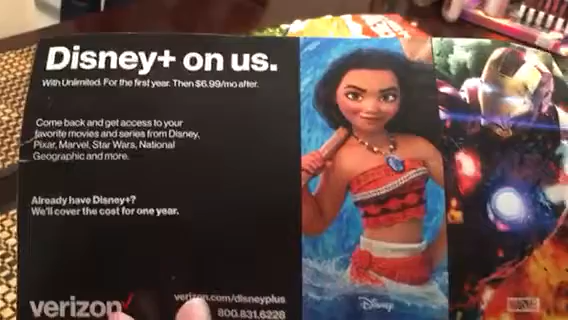 Disney+ on us.
With Unlimited. For the first year. Then $6.99/mo after.
Come back and get access to your
favorite movies and series from Disney,
Pixar, Marvel, Star Wars, National
Geographic and more.
Already have Disney+?
We'll cover the cost for one year.
verizon✓
verizon.com/disneyplus
800.831.6228
Disney